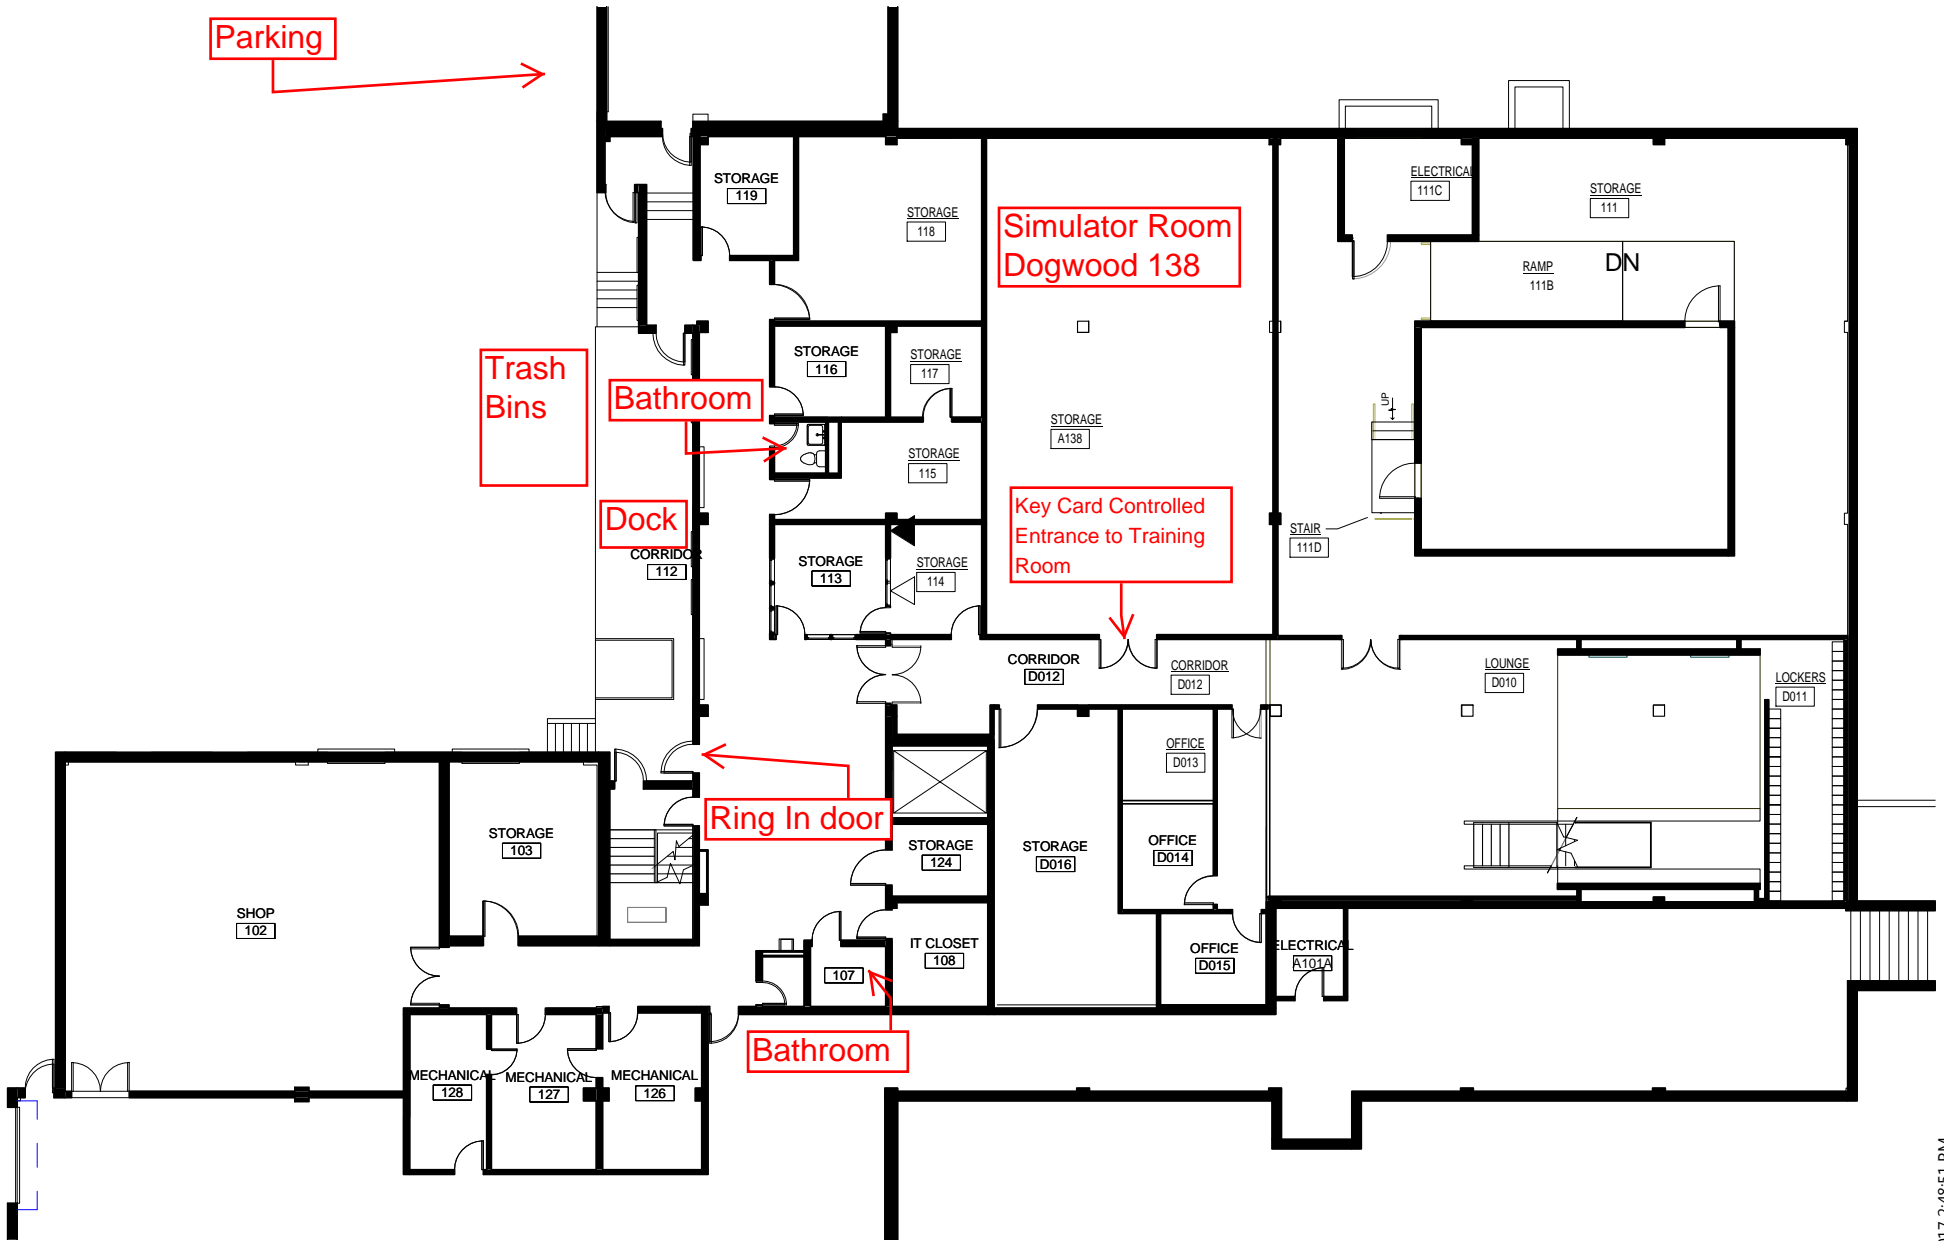 Parking
STORAGE
119
STORAGE
118
ELECTRICAL
111C
STORAGE
111
Simulator Room
Dogwood 138
RAMP
111B
DN
Trash
Bins
Bathroom
STORAGE
116
STORAGE
117
UP
STORAGE
A138
STORAGE
115
Key Card Controlled
Entrance to Training
Room
Dock
STAIR
111D
CORRIDOR
112
STORAGE
113
STORAGE
114
CORRIDOR
D012
CORRIDOR
D012
LOUNGE
D010
LOCKERS
D011
OFFICE
D013
Ring In door
STORAGE
103
STORAGE
124
STORAGE
D016
OFFICE
D014
SHOP
102
IT CLOSET
108
107
OFFICE
D015
ELECTRICAL
A101A
Bathroom
MECHANICAL
128
MECHANICAL
127
MECHANICAL
126
2:48:51 PM